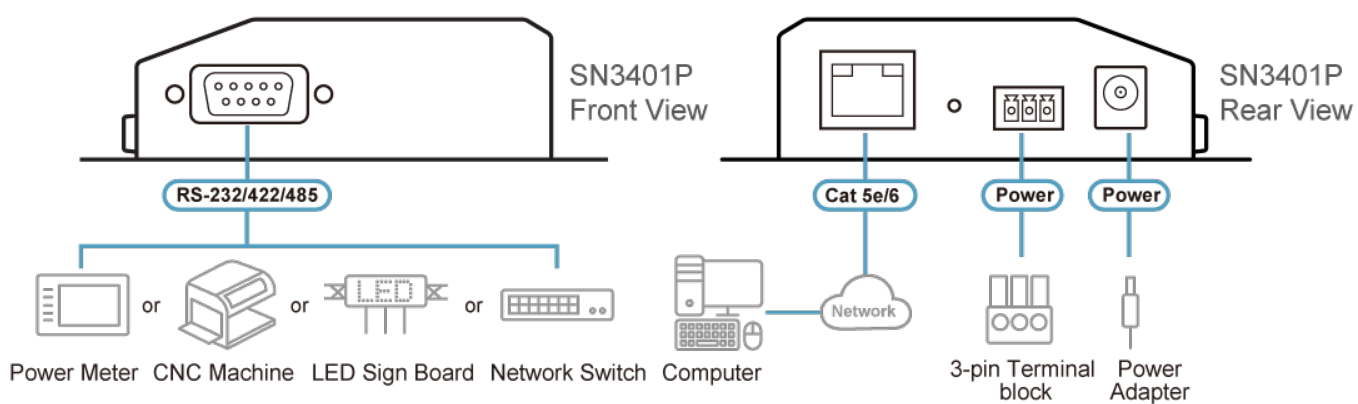 SN3401P
Front View
SN3401P
Rear View
RS-232/422/485
Cat 5e/6
Power
Power
or
or
LED
or
Network
Power Meter
CNC Machine
LED Sign Board
Network Switch
Computer
3-pin Terminal
block
Power
Adapter